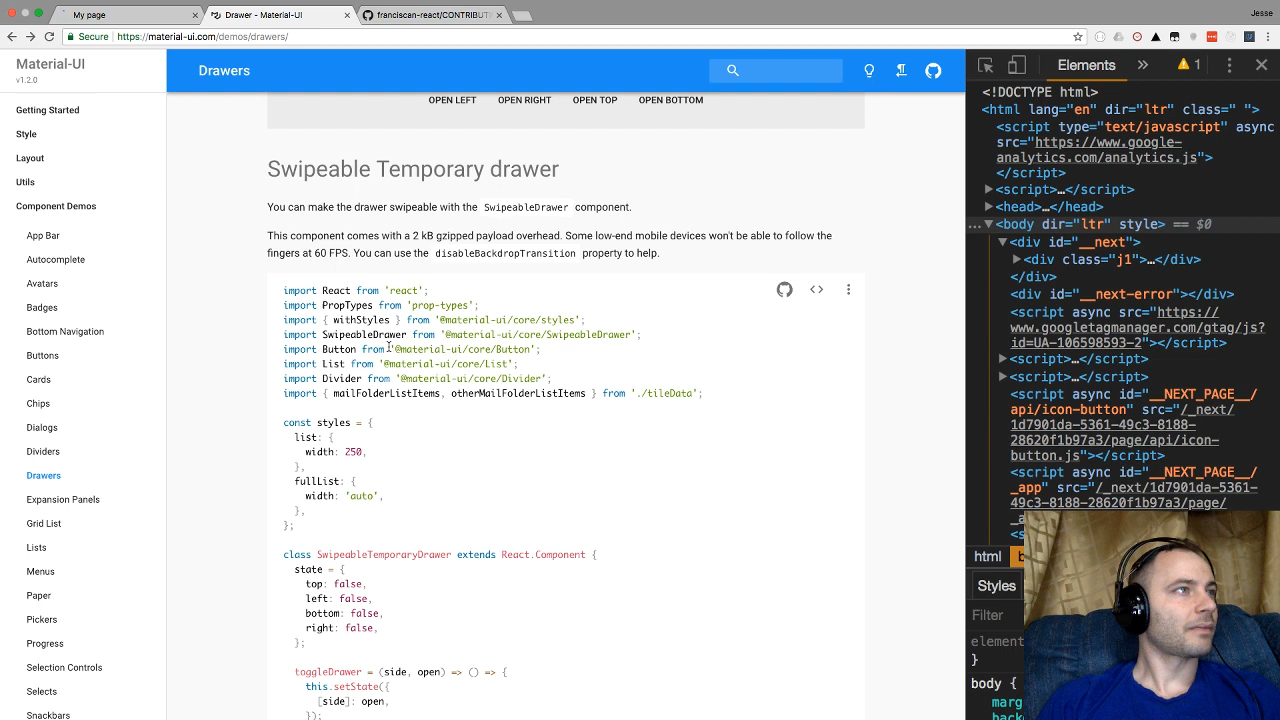 My page
Drawer - Material-UI
franciscan-react/CONTRIBUT
Jesse
Secure
https://material-ui.com/demos/drawers/
Material-UI
v1.2.0
Getting Started
Style
Layout
Utils
Component Demos
App Bar
Autocomplete
Avatars
Badges
Bottom Navigation
Buttons
Cards
Chips
Dialogs
Dividers
Drawers
Expansion Panels
Grid List
Lists
Menus
Paper
Pickers
Progress
Selection Controls
Selects
Snackbars
Drawers
OPEN LEFT OPEN RIGHT OPEN TOP OPEN BOTTOM
Swipeable Temporary drawer
You can make the drawer swipeable with the SwipeableDrawer component.
This component comes with a 2 kB gzipped payload overhead. Some low-end mobile devices won't be able to follow the
fingers at 60 FPS. You can use the disableBackdropTransition property to help.
import React from 'react';
import PropTypes from 'prop-types';
import { withStyles } from '@material-ui/core/styles';
import SwipeableDrawer from '@material-ui/core/SwipeableDrawer';
import Button from '@material-ui/core/Button';
import List from '@material-ui/core/List';
import Divider from '@material-ui/core/Divider';
import { mailFolderListItems, otherMailFolderListItems } from './tileData';
const styles = {
list: {
width: 250,
},
fullList: {
width: 'auto',
},
};
class SwipeableTemporaryDrawer extends React.Component {
state = {
top: false,
left: false,
bottom: false,
right: false,
};
toggleDrawer = (side, open) => () => {
this.setState({
[side]: open,
});
Elements
1
<!DOCTYPE html>
<html lang="en" dir="ltr" class=" ">
<script type="text/javascript" async
src="https://www.google-
analytics.com/analytics.js">
</script>
<script>…</script>
<head>…</head>
<body dir="ltr" style> == $0
<div id="__next">
<div class="j1">…</div>
</div>
<div id="__next-error"></div>
<script async src="https://
www.googletagmanager.com/gtag/js?
id=UA-106598593-2"></script>
<script>…</script>
<script>…</script>
<script async id="__NEXT_PAGE__/
api/icon-button" src="/_next/
1d7901da-5361-49c3-8188-
28620f1b97a3/page/api/icon-
button.js"></script>
<script async id="__NEXT_PAGE__/
_app" src="/_next/1d7901da-5361-
49c3-8188-28620f1b97a3/page/
html
Styles
Filter
element
}
body {